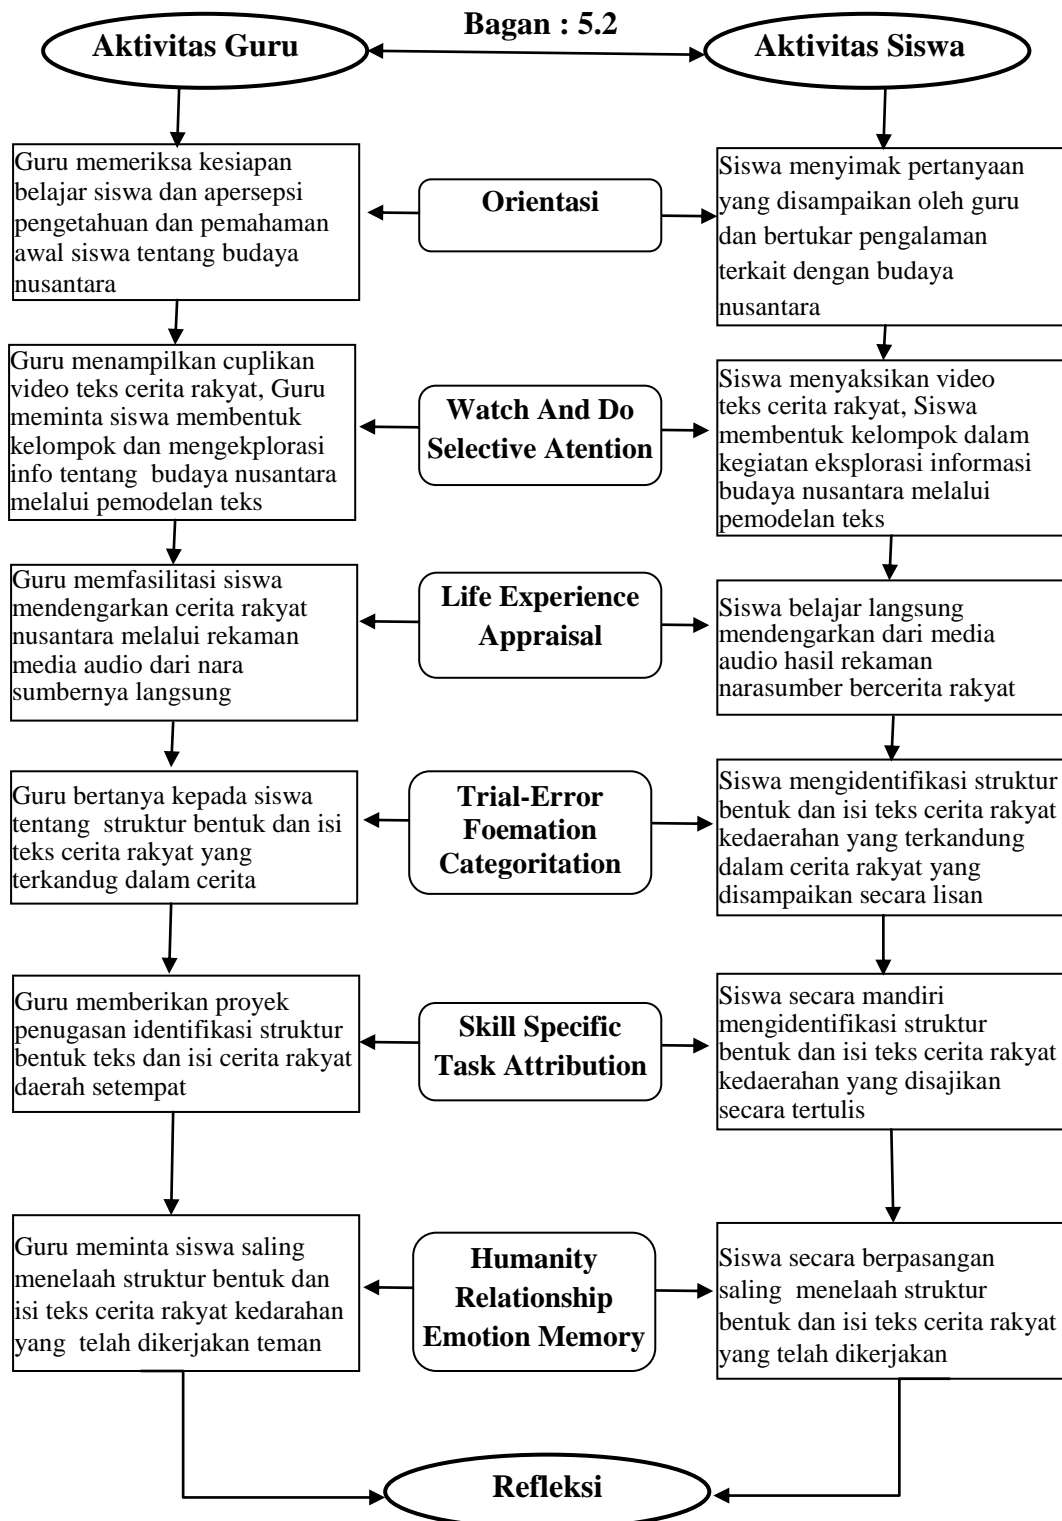 Bagan : 5.2
Aktivitas Guru
Aktivitas Siswa
Guru memeriksa kesiapan
belajar siswa dan apersepsi
pengetahuan dan pemahaman
awal siswa tentang budaya
nusantara
Orientasi
Siswa menyimak pertanyaan
yang disampaikan oleh guru
dan bertukar pengalaman
terkait dengan budaya
nusantara
Guru menampilkan cuplikan
video teks cerita rakyat, Guru
meminta siswa membentuk
kelompok dan mengekplorasi
info tentang budaya nusantara
melalui pemodelan teks
Watch And Do
Selective Atention
Siswa menyaksikan video
teks cerita rakyat, Siswa
membentuk kelompok dalam
kegiatan eksplorasi informasi
budaya nusantara melalui
pemodelan teks
Guru memfasilitasi siswa
mendengarkan cerita rakyat
nusantara melalui rekaman
media audio dari nara
sumbernya langsung
Life Experience
Appraisal
Siswa belajar langsung
mendengarkan dari media
audio hasil rekaman
narasumber bercerita rakyat
Guru bertanya kepada siswa
tentang struktur bentuk dan isi
teks cerita rakyat yang
terkandug dalam cerita
Trial-Error
Foemation
Categoritation
Siswa mengidentifikasi struktur
bentuk dan isi teks cerita rakyat
kedaerahan yang terkandung
dalam cerita rakyat yang
disampaikan secara lisan
Guru memberikan proyek
penugasan identifikasi struktur
bentuk teks dan isi cerita rakyat
daerah setempat
Skill Specific
Task Attribution
Siswa secara mandiri
mengidentifikasi struktur
bentuk dan isi teks cerita rakyat
kedaerahan yang disajikan
secara tertulis
Guru meminta siswa saling
menelaah struktur bentuk dan
isi teks cerita rakyat kedarahan
yang telah dikerjakan teman
Humanity
Relationship
Emotion Memory
Siswa secara berpasangan
saling menelaah struktur
bentuk dan isi teks cerita rakyat
yang telah dikerjakan
Refleksi